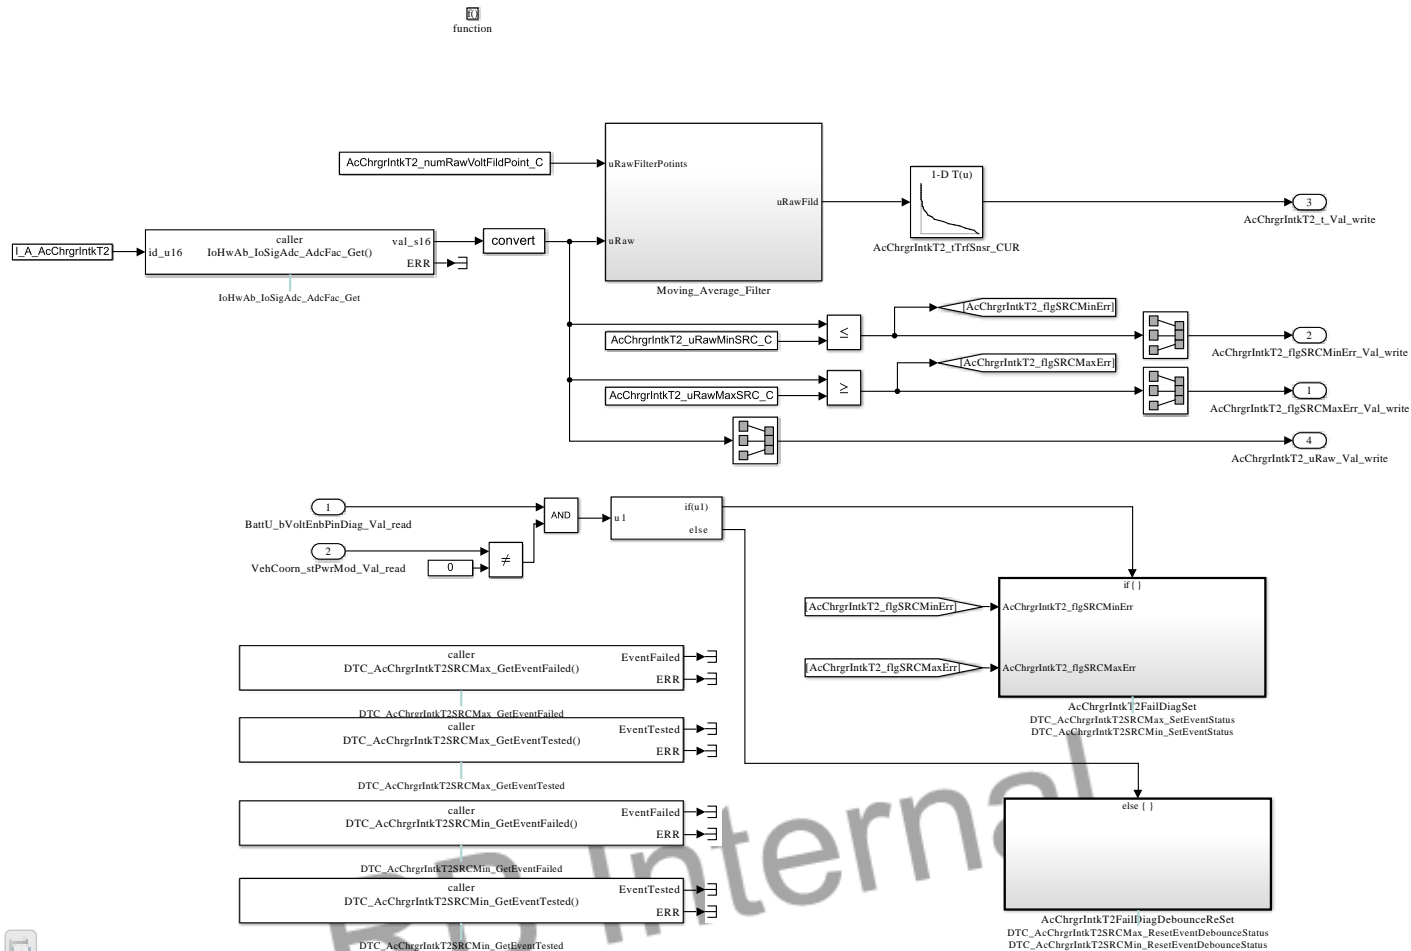 f()
function
AcChrgrIntkT2_numRawVoltFildPoint_C
uRawFilterPotints
uRawFild
uRaw
Moving_Average_Filter
1-D T(u)
AcChrgrIntkT2_tTrfSnsr_CUR
3
AcChrgrIntkT2_t_Val_write
I_A_AcChrgrIntkT2
id_u16
caller
IoHwAb_IoSigAdc_AdcFac_Get()
val_s16
ERR
IoHwAb_IoSigAdc_AdcFac_Get
convert
[AcChrgrIntkT2_flgSRCMinErr]
AcChrgrIntkT2_uRawMinSRC_C
≤
2
AcChrgrIntkT2_flgSRCMinErr_Val_write
[AcChrgrIntkT2_flgSRCMaxErr]
AcChrgrIntkT2_uRawMaxSRC_C
≥
1
AcChrgrIntkT2_flgSRCMaxErr_Val_write
4
AcChrgrIntkT2_uRaw_Val_write
1
BattU_bVoltEnbPinDiag_Val_read
2
VehCoorn_stPwrMod_Val_read
0
≠
AND
u1
if(u1)
else
if { }
[AcChrgrIntkT2_flgSRCMinErr]
AcChrgrIntkT2_flgSRCMinErr
[AcChrgrIntkT2_flgSRCMaxErr]
AcChrgrIntkT2_flgSRCMaxErr
AcChrgrIntkT2FailDiagSet
DTC_AcChrgrIntkT2SRCMax_SetEventStatus
DTC_AcChrgrIntkT2SRCMin_SetEventStatus
caller
DTC_AcChrgrIntkT2SRCMax_GetEventFailed()
EventFailed
ERR
DTC_AcChrgrIntkT2SRCMax_GetEventFailed
caller
DTC_AcChrgrIntkT2SRCMax_GetEventTested()
EventTested
ERR
DTC_AcChrgrIntkT2SRCMax_GetEventTested
caller
DTC_AcChrgrIntkT2SRCMin_GetEventFailed()
EventFailed
ERR
DTC_AcChrgrIntkT2SRCMin_GetEventFailed
caller
DTC_AcChrgrIntkT2SRCMin_GetEventTested()
EventTested
ERR
DTC_AcChrgrIntkT2SRCMin_GetEventTested
else { }
AcChrgrIntkT2FailDiagDebounceReSet
DTC_AcChrgrIntkT2SRCMax_ResetEventDebounceStatus
DTC_AcChrgrIntkT2SRCMin_ResetEventDebounceStatus
Internal